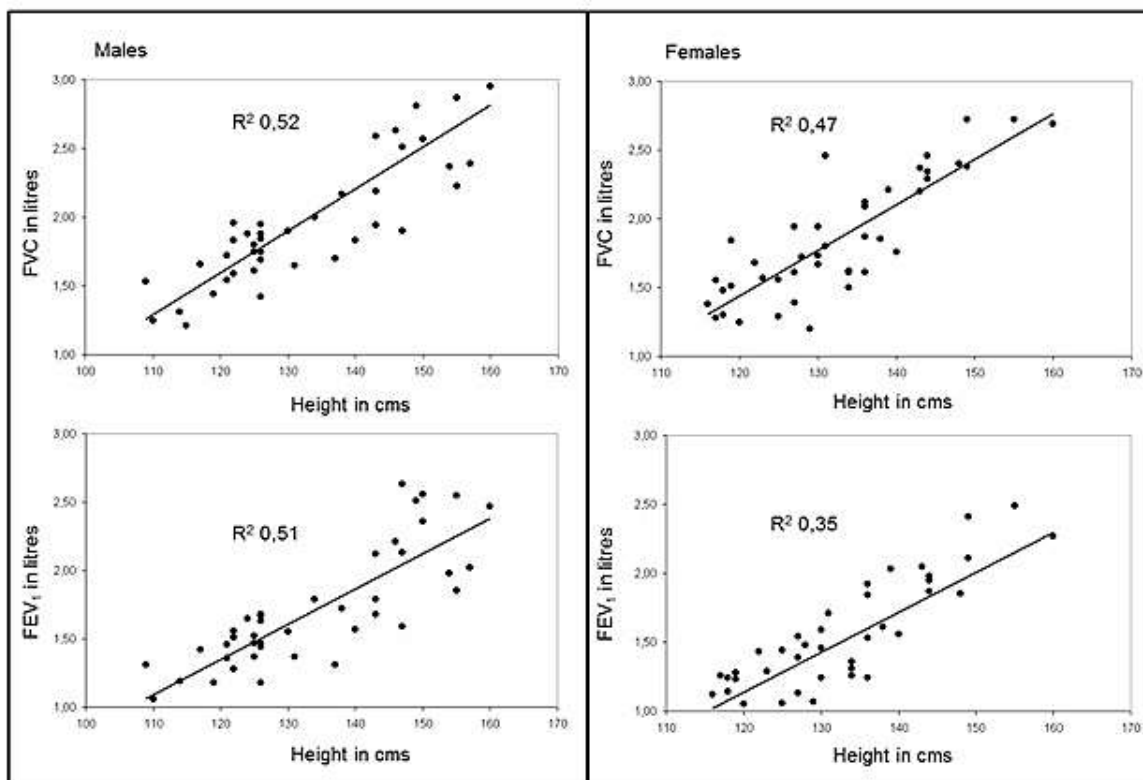 Males
3,00
2,50
2,00
1,50
1,00
FVC in litres
R² 0,52
100 110 120 130 140 150 160 170
Height in cms
Females
3,00
2,50
2,00
1,50
1,00
FVC in litres
R² 0,47
110 120 130 140 150 160 170
Height in cms
3,00
2,50
2,00
1,50
1,00
FEV₁ in litres
R² 0,51
100 110 120 130 140 150 160 170
Height in cms
3,00
2,50
2,00
1,50
1,00
FEV₁ in litres
R² 0,35
110 120 130 140 150 160 170
Height in cms